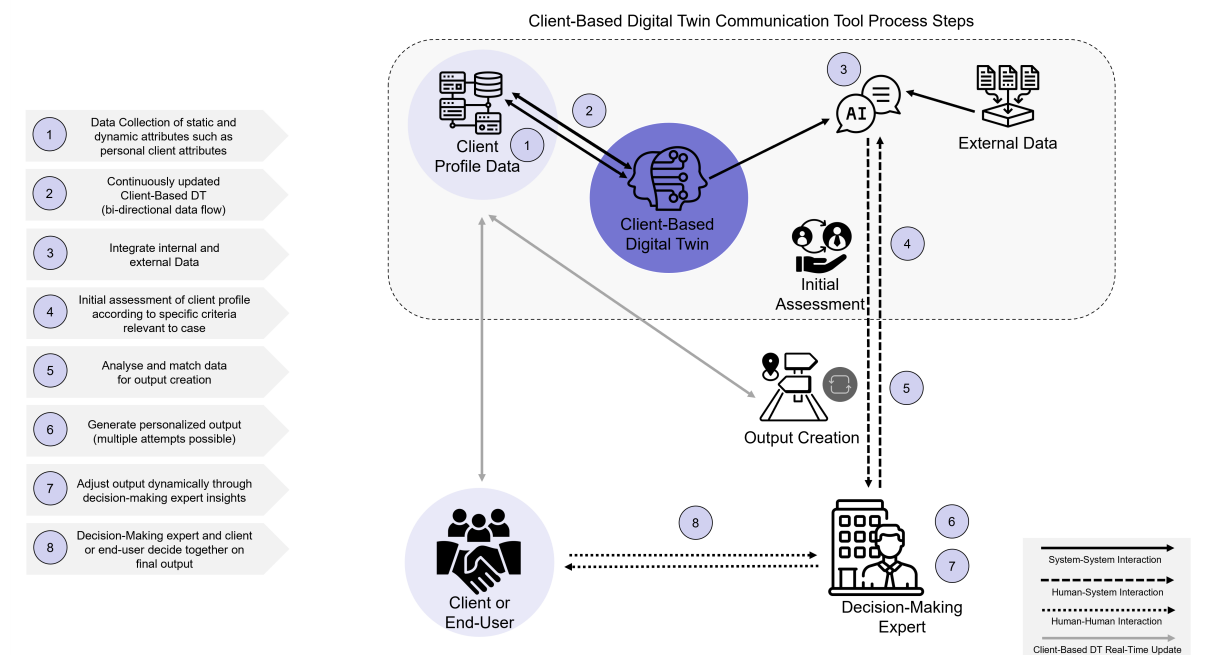 Client-Based Digital Twin Communication Tool Process Steps
1
Data Collection of static and
dynamic attributes such as
personal client attributes
2
Continuously updated
Client-Based DT
(bi-directional data flow)
3
Integrate internal and
external Data
4
Initial assessment of client profile
according to specific criteria
relevant to case
5
Analyse and match data
for output creation
6
Generate personalized output
(multiple attempts possible)
7
Adjust output dynamically through
decision-making expert insights
8
Decision-Making expert and client
or end-user decide together on
final output
Client
Profile Data
1
2
Client-Based
Digital Twin
3
AI
External Data
Initial
Assessment
4
5
Output Creation
Client or
End-User
8
6
7
Decision-Making
Expert
System-System Interaction
Human-System Interaction
Human-Human Interaction
Client-Based DT Real-Time Update